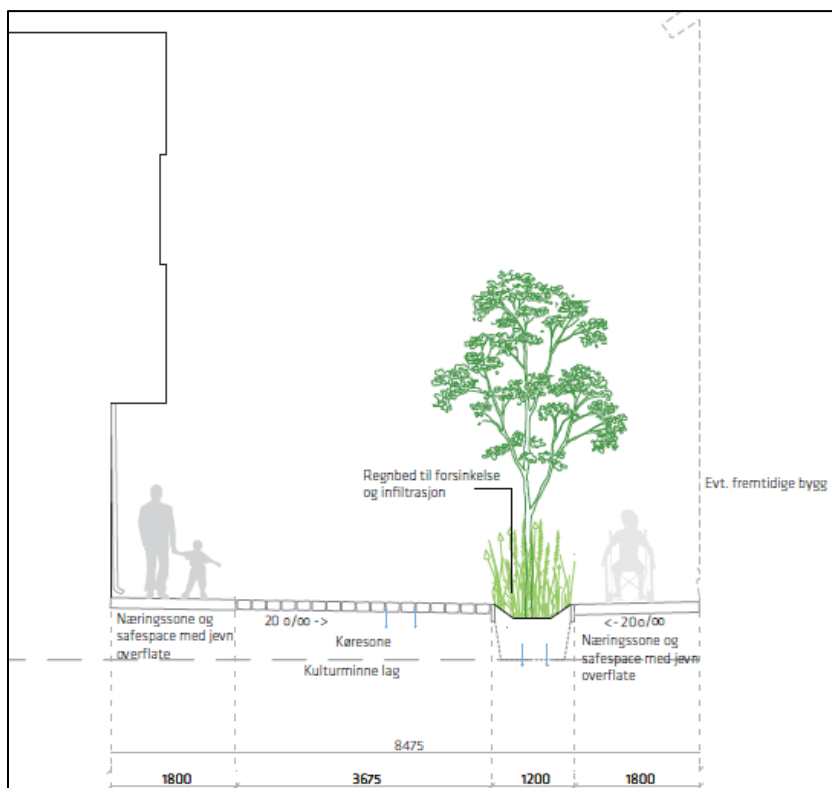 Regnbed til forsinkelse
og infiltrasjon
Evt. fremtidige bygg
Næringssone og
safespace med jevn
overflate
20 o/oo ->
Køresone
Kulturminne lag
<- 20o/oo
Næringssone og
safespace med jevn
overflate
8475
1800
3675
1200
1800